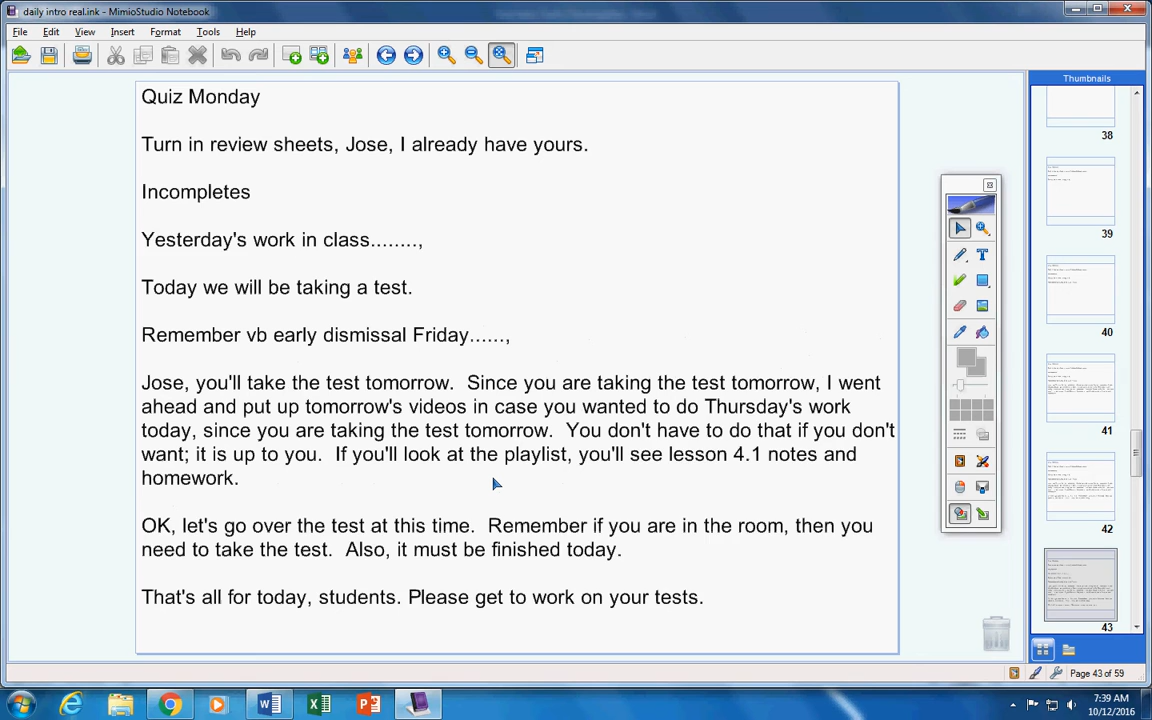 daily intro real.ink - MimioStudio Notebook
File Edit View Insert Format Tools Help
Quiz Monday
Turn in review sheets, Jose, I already have yours.
Incompletes
Yesterday's work in class........,
Today we will be taking a test.
Remember vb early dismissal Friday......,
Jose, you'll take the test tomorrow.  Since you are taking the test tomorrow, I went
ahead and put up tomorrow's videos in case you wanted to do Thursday's work
today, since you are taking the test tomorrow.  You don't have to do that if you don't
want; it is up to you.  If you'll look at the playlist, you'll see lesson 4.1 notes and
homework.
OK, let's go over the test at this time.  Remember if you are in the room, then you
need to take the test.  Also, it must be finished today.
That's all for today, students. Please get to work on your tests.
Thumbnails
38
39
40
41
42
43
Page 43 of 59
7:39 AM
10/12/2016